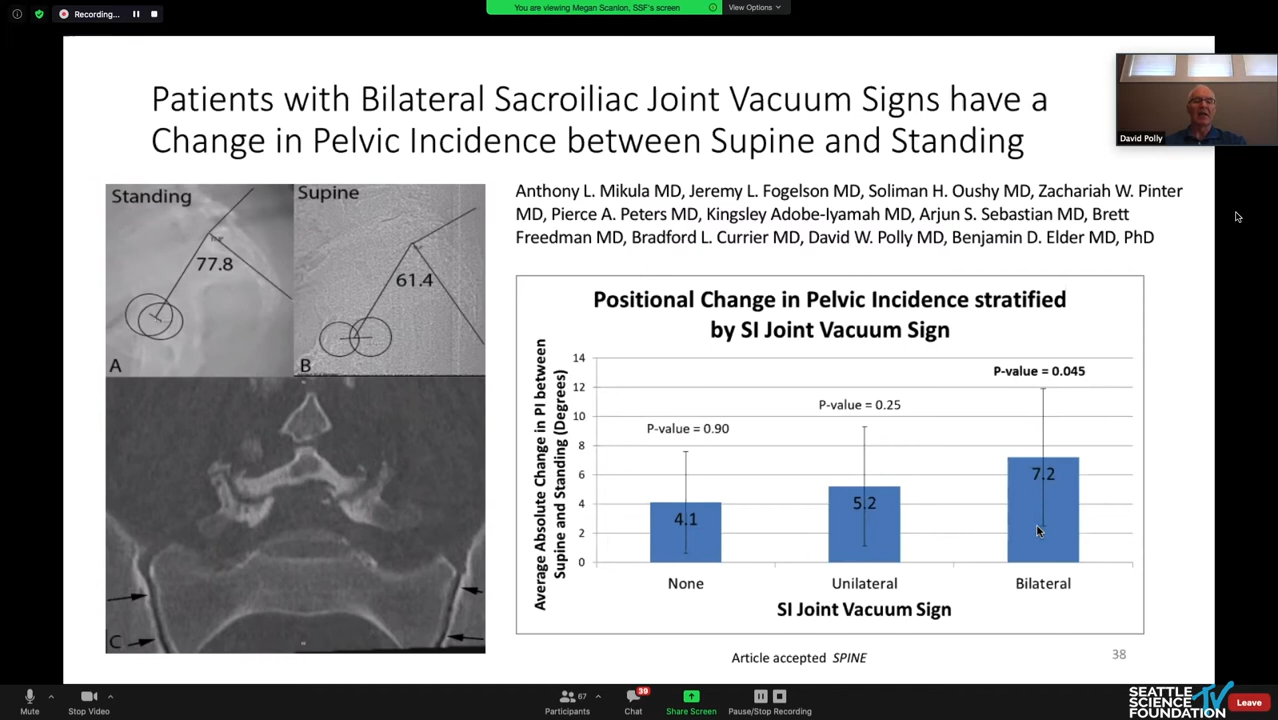 Recording...
You are viewing Megan Scanlon, SSF's screen
View Options
Patients with Bilateral Sacroiliac Joint Vacuum Signs have a
Change in Pelvic Incidence between Supine and Standing
David Polly
Standing
77.8
A
Supine
61.4
B
C
Anthony L. Mikula MD, Jeremy L. Fogelson MD, Soliman H. Oushy MD, Zachariah W. Pinter
MD, Pierce A. Peters MD, Kingsley Adobe-Iyamah MD, Arjun S. Sebastian MD, Brett
Freedman MD, Bradford L. Currier MD, David W. Polly MD, Benjamin D. Elder MD, PhD
Positional Change in Pelvic Incidence stratified
by SI Joint Vacuum Sign
Average Absolute Change in PI between
Supine and Standing (Degrees)
14
12
10
8
6
4
2
0
P-value = 0.90
P-value = 0.25
P-value = 0.045
4.1
5.2
7.2
None
Unilateral
Bilateral
SI Joint Vacuum Sign
Article accepted SPINE
38
Mute
Stop Video
67
Participants
39
Chat
Share Screen
Pause/Stop Recording
SEATTLE
SCIENCE
FOUNDATION
TV
Leave